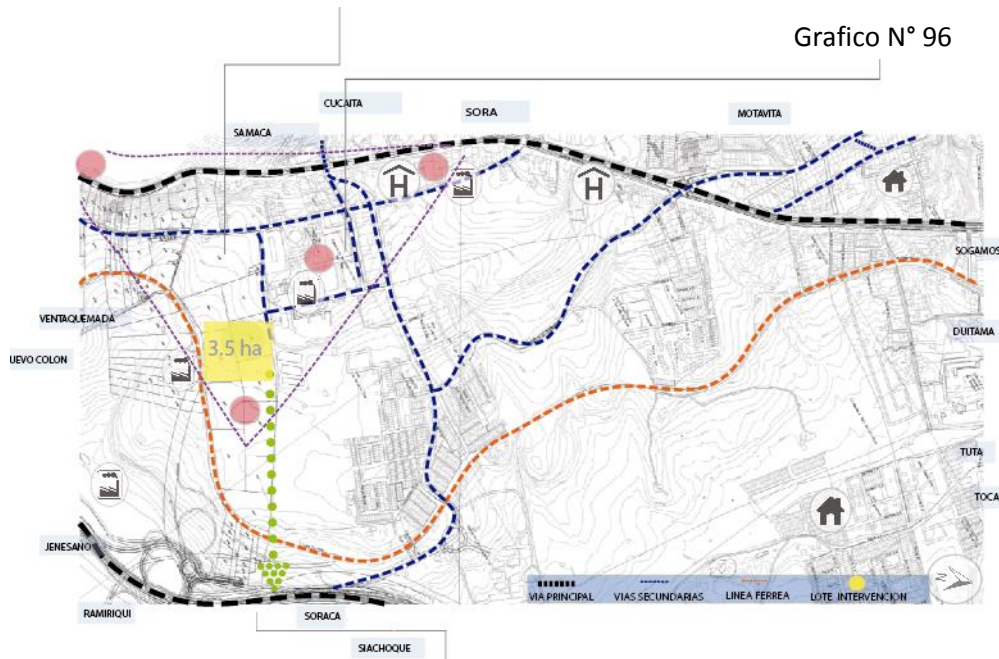 Grafico N° 96
CUCAITA
SORA
MOTAVITA
SAMACA
H
H
SOGAMOS
VENTAQUEMADA
3.5 ha
DUITAMA
UEVO COLON
TUTA
TOCA
JENESANO
VIA PRINCIPAL
VIAS SECUNDARIAS
LINEA FERREA
LOTE INTERVENCION
RAMIRIQUI
SORACA
SIACHOQUE